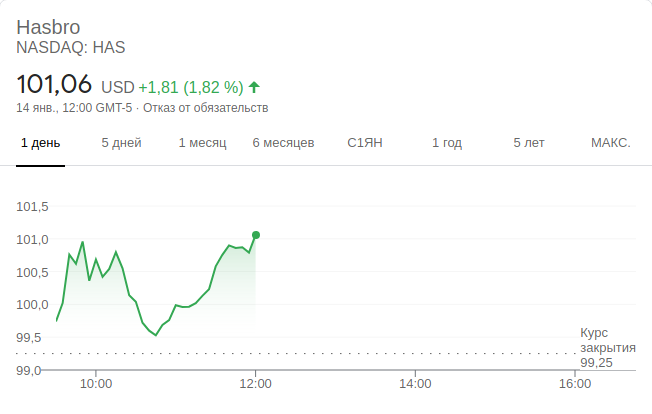 Hasbro
NASDAQ: HAS
101,06 USD +1,81 (1,82 %)
14 янв., 12:00 GMT-5 · Отказ от обязательств
1 день 5 дней 1 месяц 6 месяцев С1ЯН 1 год 5 лет МАКС.
101,5
101,0
100,5
100,0
99,5
99,0
Курс
закрытия
99,25
10:00 12:00 14:00 16:00